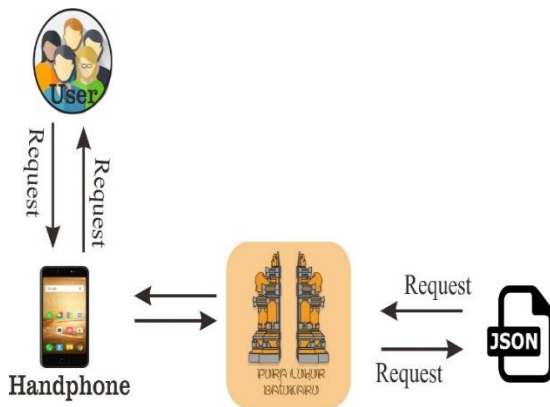 User
Request
Request
Handphone
PURA LUHUR
BATUKARU
Request
Request
JSON